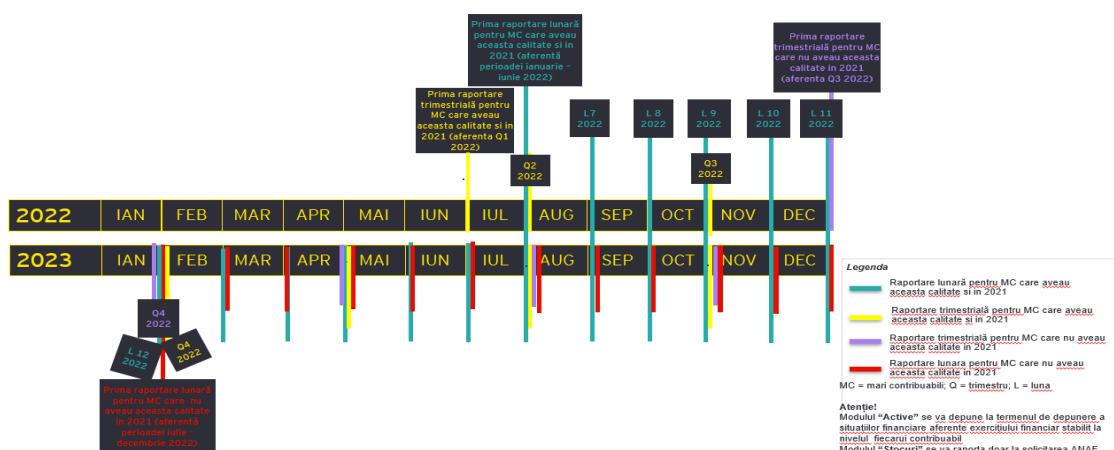 Prima raportare lunară
pentru MC care aveau
aceasta calitate si in
2021 (aferentă
perioadei ianuarie –
iunie 2022)
Prima raportare
trimestrială pentru MC
care nu aveau aceasta
calitate in 2021
(aferenta Q3 2022)
Prima raportare
trimestrială pentru
MC care aveau
aceasta calitate si in
2021 (aferenta Q1
2022)
L7
2022
L 8
2022
L 9
2022
L 10
2022
L 11
2022
Q2
2022
Q3
2022
2022 IAN FEB MAR APR MAI IUN IUL AUG SEP OCT NOV DEC
2023 IAN FEB MAR APR MAI IUN IUL AUG SEP OCT NOV DEC
Q4
2022
L 12
2022
Q4
2022
Prima raportare lunară
pentru MC care nu
aveau aceasta calitate
in 2021 (aferentă
perioadei iulie -
decembrie 2022)
Legenda
Raportare lunară pentru MC care aveau
aceasta calitate si in 2021
Raportare trimestrială pentru MC care aveau
aceasta calitate si in 2021
Raportare trimestrială pentru MC care nu aveau
aceasta calitate in 2021
Raportare lunara pentru MC care nu aveau
aceasta calitate in 2021
MC = mari contribuabili; Q = trimestru; L = luna
Atenție!
Modulul “Active” se va depune la termenul de depunere a
situațiilor financiare aferente exercițiului financiar stabilit la
nivelul fiecarui contribuabil
Modulul “Stocuri” se va raporta doar la solicitarea ANAF